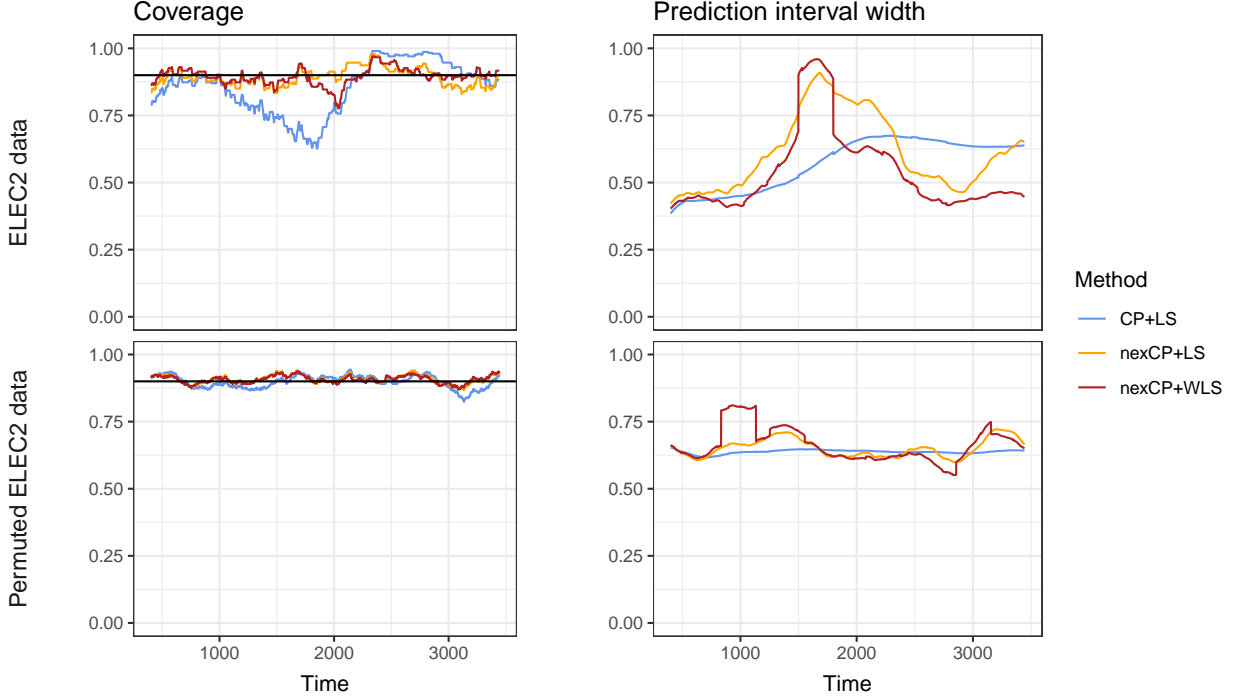 Coverage
Prediction interval width
ELEC2 data
1.00
0.75
0.50
0.25
0.00
1.00
0.75
0.50
0.25
0.00
Permuted ELEC2 data
1.00
0.75
0.50
0.25
0.00
1000
2000
3000
Time
1.00
0.75
0.50
0.25
0.00
1000
2000
3000
Time
Method
CP+LS
nexCP+LS
nexCP+WLS